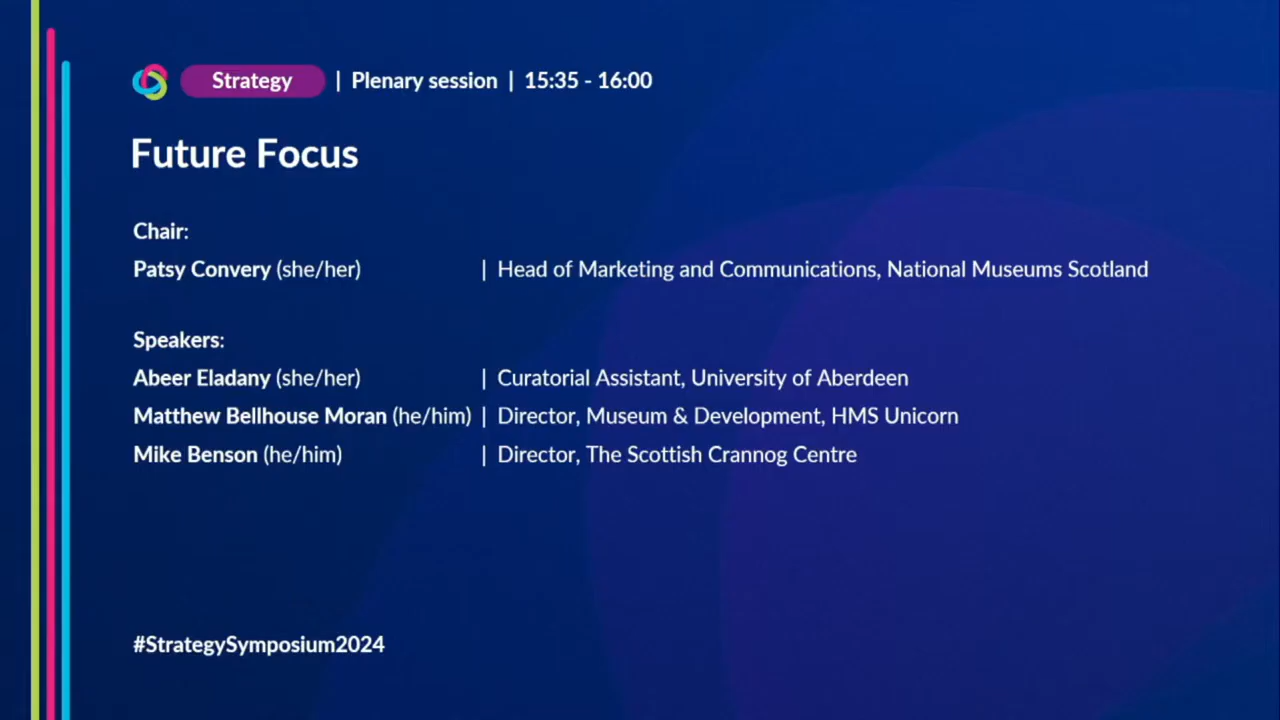 Strategy | Plenary session | 15:35 - 16:00
Future Focus
Chair:
Patsy Convery (she/her) | Head of Marketing and Communications, National Museums Scotland
Speakers:
Abeer Eladany (she/her) | Curatorial Assistant, University of Aberdeen
Matthew Bellhouse Moran (he/him) | Director, Museum & Development, HMS Unicorn
Mike Benson (he/him) | Director, The Scottish Crannog Centre
#StrategySymposium2024